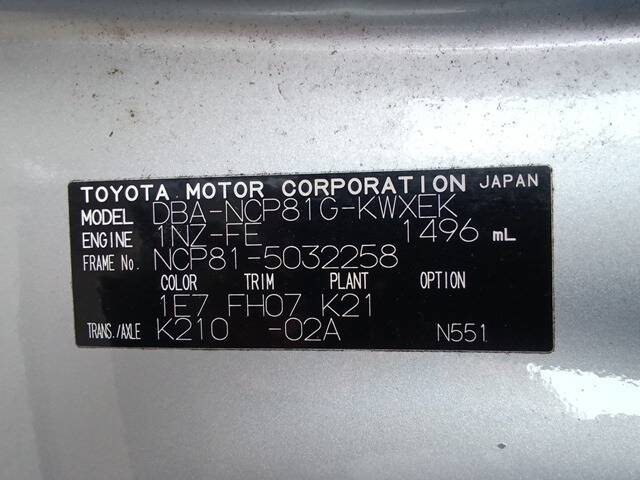 TOYOTA MOTOR CORPORATION JAPAN
MODEL DBA-NCP81G-KWXEK
ENGINE 1NZ-FE 1496 mL
FRAME No. NCP81-5032258
COLOR TRIM PLANT OPTION
1E7 FH07 K21
TRANS./AXLE K210 -02A N551